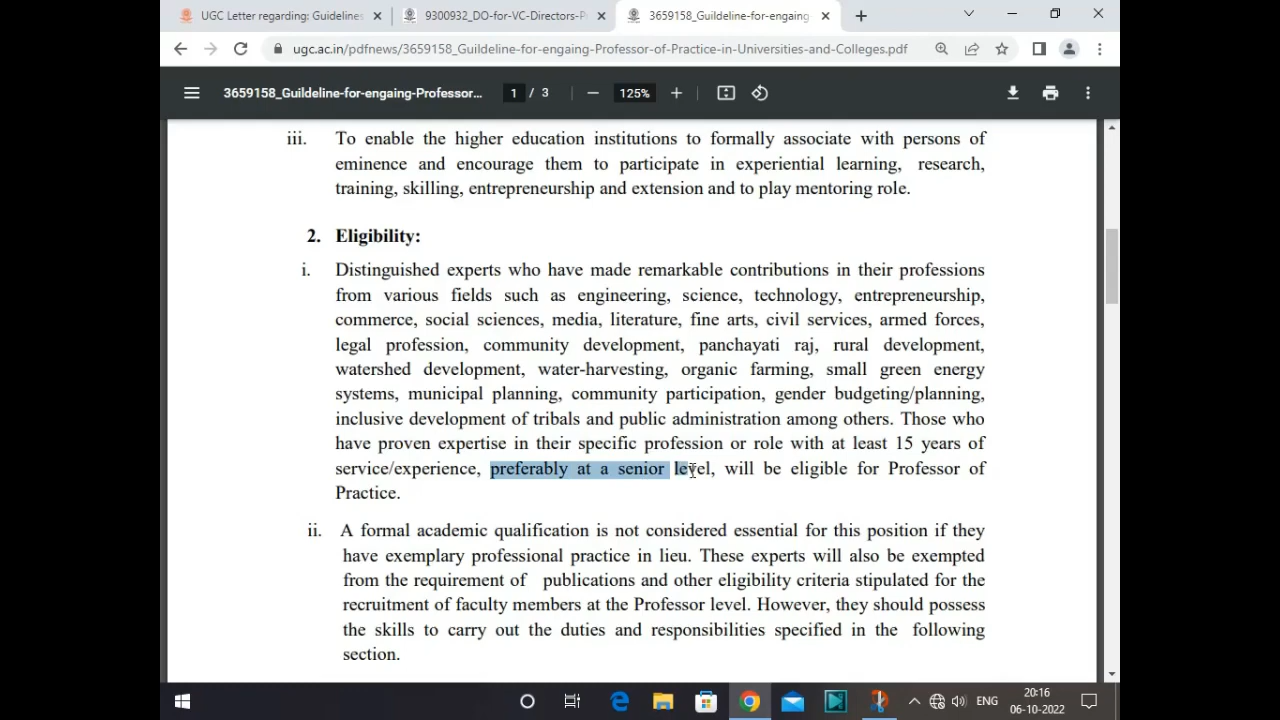 UGC Letter regarding: Guidelines
9300932_DO-for-VC-Directors-P
3659158_Guildeline-for-engaing
ugc.ac.in/pdfnews/3659158_Guildeline-for-engaing-Professor-of-Practice-in-Universities-and-Colleges.pdf
3659158_Guildeline-for-engaing-Professor...
1 / 3
125%
iii. To enable the higher education institutions to formally associate with persons of
eminence and encourage them to participate in experiential learning, research,
training, skilling, entrepreneurship and extension and to play mentoring role.
2. Eligibility:
i. Distinguished experts who have made remarkable contributions in their professions
from various fields such as engineering, science, technology, entrepreneurship,
commerce, social sciences, media, literature, fine arts, civil services, armed forces,
legal profession, community development, panchayati raj, rural development,
watershed development, water-harvesting, organic farming, small green energy
systems, municipal planning, community participation, gender budgeting/planning,
inclusive development of tribals and public administration among others. Those who
have proven expertise in their specific profession or role with at least 15 years of
service/experience, preferably at a senior level, will be eligible for Professor of
Practice.
ii. A formal academic qualification is not considered essential for this position if they
have exemplary professional practice in lieu. These experts will also be exempted
from the requirement of publications and other eligibility criteria stipulated for the
recruitment of faculty members at the Professor level. However, they should possess
the skills to carry out the duties and responsibilities specified in the following
section.
ENG
20:16
06-10-2022